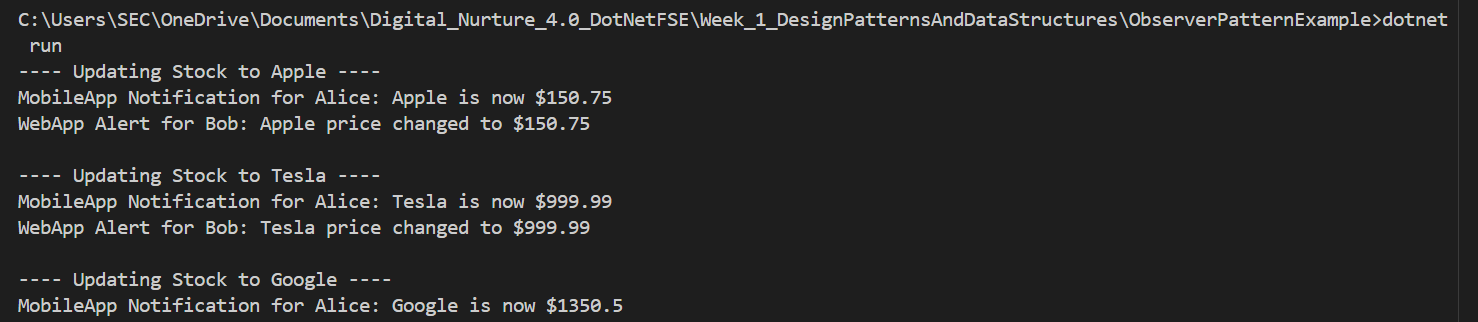 C:\Users\SEC\OneDrive\Documents\Digital_Nurture_4.0_DotNetFSE\Week_1_DesignPatternsAndDataStructures\ObserverPatternExample>dotnet
 run
---- Updating Stock to Apple ----
MobileApp Notification for Alice: Apple is now $150.75
WebApp Alert for Bob: Apple price changed to $150.75

---- Updating Stock to Tesla ----
MobileApp Notification for Alice: Tesla is now $999.99
WebApp Alert for Bob: Tesla price changed to $999.99

---- Updating Stock to Google ----
MobileApp Notification for Alice: Google is now $1350.5